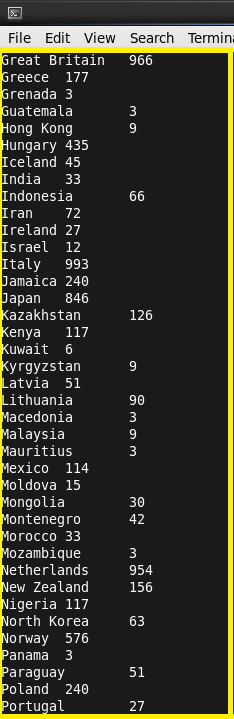 File Edit View Search
Great Britain 966
Greece 177
Grenada 3
Guatemala 3
Hong Kong 9
Hungary 435
Iceland 45
India 33
Indonesia 66
Iran 72
Ireland 27
Israel 12
Italy 993
Jamaica 240
Japan 846
Kazakhstan 126
Kenya 117
Kuwait 6
Kyrgyzstan 9
Latvia 51
Lithuania 90
Macedonia 3
Malaysia 9
Mauritius 3
Mexico 114
Moldova 15
Mongolia 30
Montenegro 42
Morocco 33
Mozambique 3
Netherlands 954
New Zealand 156
Nigeria 117
North Korea 63
Norway 576
Panama 3
Paraguay 51
Poland 240
Portugal 27